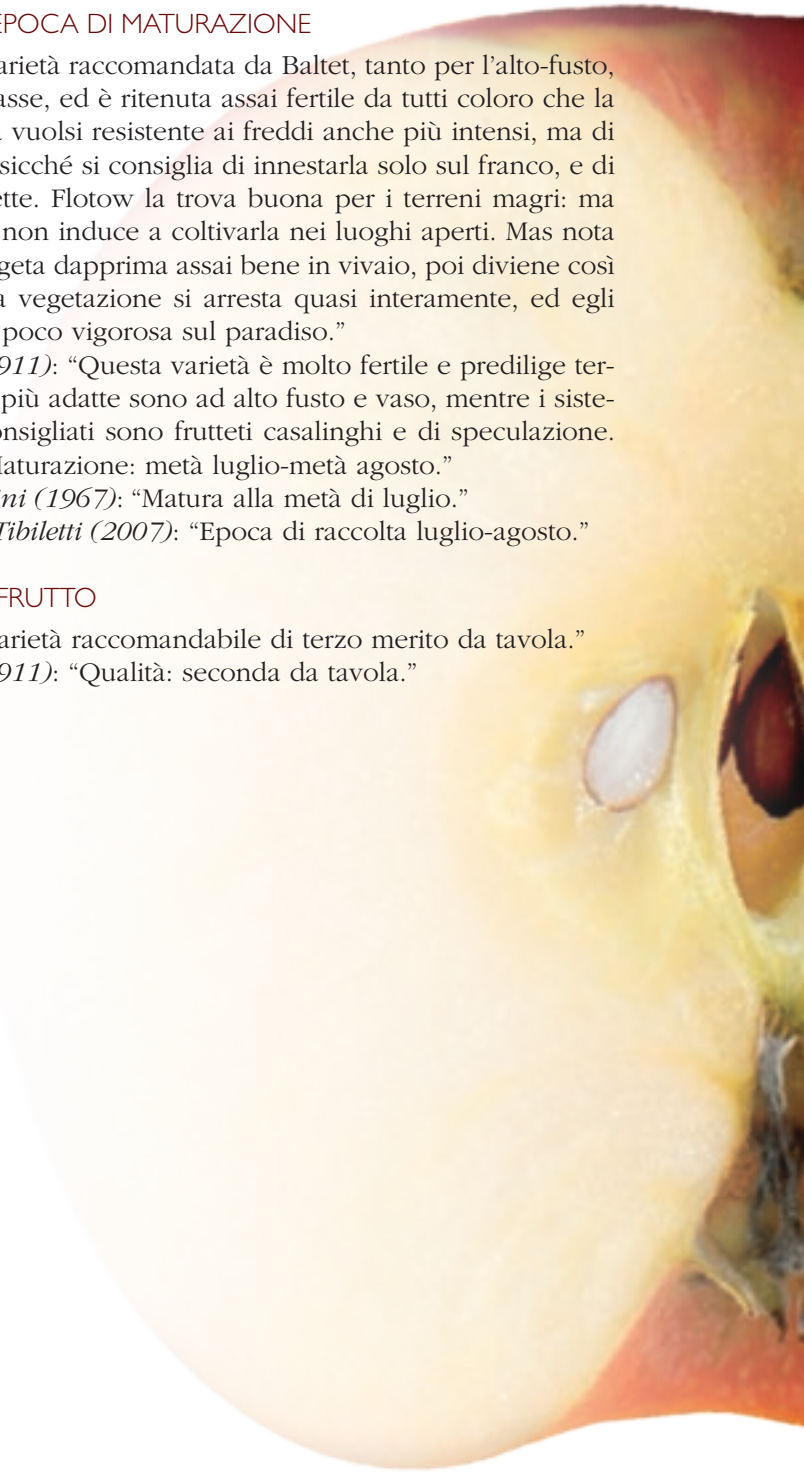 EPOCA DI MATURAZIONE
arietà raccomandata da Baltet, tanto per l’alto-fusto,
asse, ed è ritenuta assai fertile da tutti coloro che la
vuolsi resistente ai freddi anche più intensi, ma di
sicché si consiglia di innestarla solo sul franco, e di
ette. Flotow la trova buona per i terreni magri: ma
non induce a coltivarla nei luoghi aperti. Mas nota
geta dapprima assai bene in vivaio, poi diviene così
a vegetazione si arresta quasi interamente, ed egli
poco vigorosa sul paradiso.”
911): “Questa varietà è molto fertile e predilige ter-
più adatte sono ad alto fusto e vaso, mentre i siste-
onsigliati sono frutteti casalinghi e di speculazione.
Maturazione: metà luglio-metà agosto.”
ni (1967): “Matura alla metà di luglio.”
Tibiletti (2007): “Epoca di raccolta luglio-agosto.”
FRUTTO
arietà raccomandabile di terzo merito da tavola.”
911): “Qualità: seconda da tavola.”